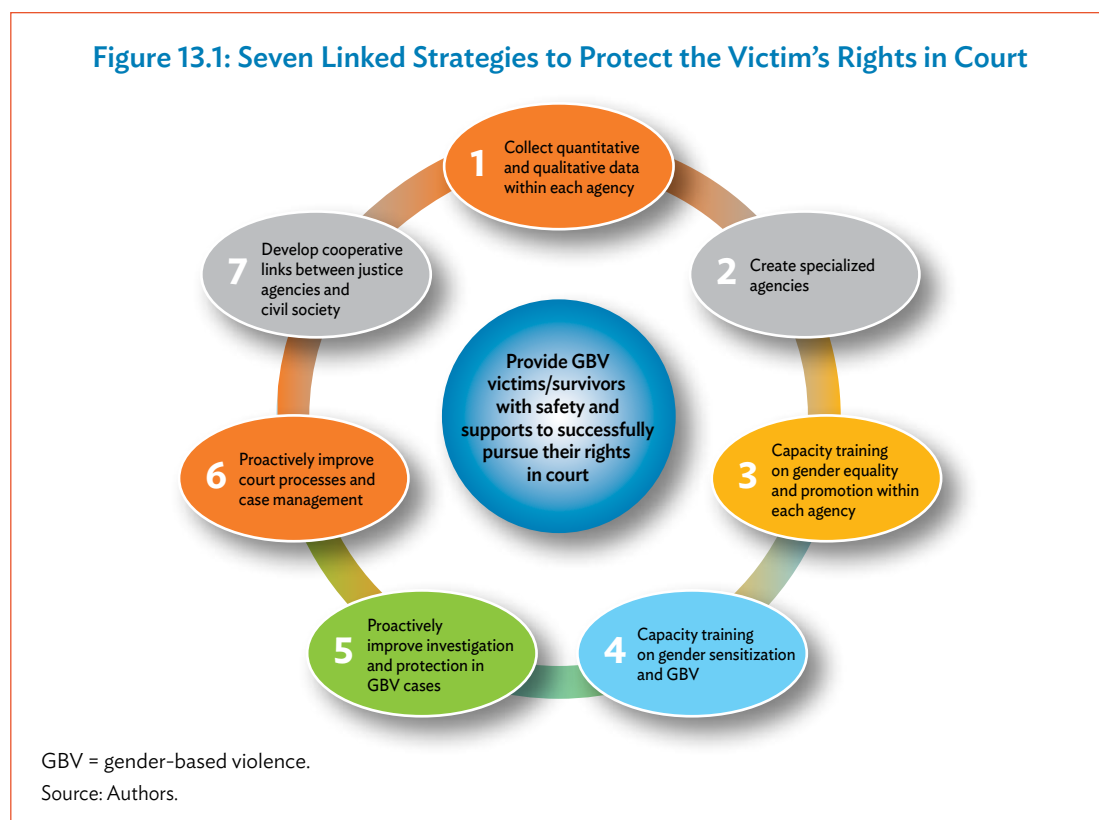 Figure 13.1: Seven Linked Strategies to Protect the Victim's Rights in Court
1
Collect quantitative
and qualitative data
within each agency
2
Create specialized
agencies
3
Capacity training
on gender equality
and promotion within
each agency
4
Capacity training
on gender sensitization
and GBV
5
Proactively
improve investigation
and protection in
GBV cases
6
Proactively improve
court processes and
case management
7
Develop cooperative
links between justice
agencies and
civil society
Provide GBV
victims/survivors
with safety and
supports to successfully
pursue their rights
in court
GBV = gender-based violence.
Source: Authors.